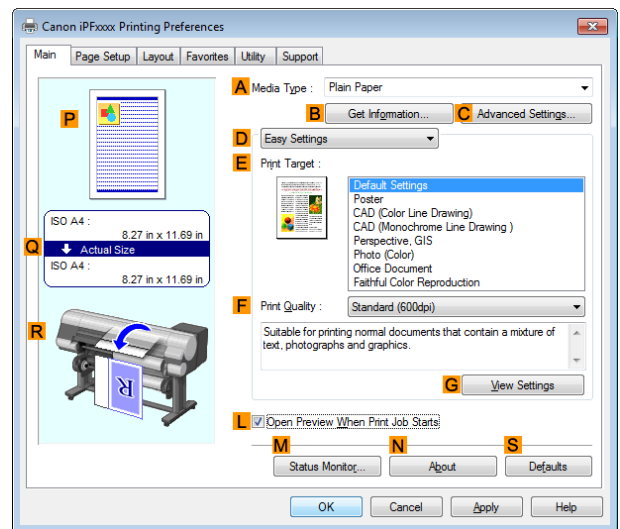 Canon iPFxxxx Printing Preferences
Main Page Setup Layout Favorites Utility Support
A Media Type : Plain Paper
B Get Information... C Advanced Settings...
D Easy Settings
E Print Target :
Default Settings
Poster
CAD (Color Line Drawing)
CAD (Monochrome Line Drawing )
Perspective, GIS
Photo (Color)
Office Document
Faithful Color Reproduction
P
ISO A4 :
8.27 in x 11.69 in
Q Actual Size
ISO A4 :
8.27 in x 11.69 in
R
R
F Print Quality : Standard (600dpi)
Suitable for printing normal documents that contain a mixture of
text, photographs and graphics.
G View Settings
L Open Preview When Print Job Starts
M N S
Status Monitor... About Defaults
OK Cancel Apply Help